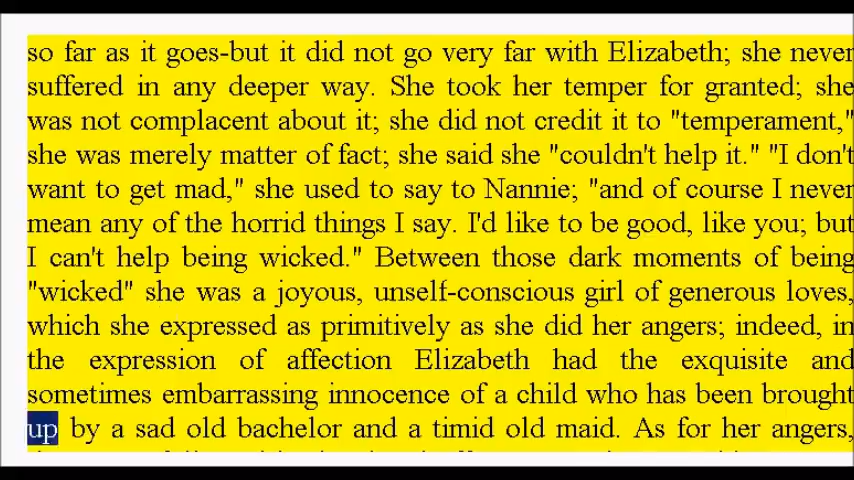 so far as it goes-but it did not go very far with Elizabeth; she never
suffered in any deeper way. She took her temper for granted; she
was not complacent about it; she did not credit it to "temperament,"
she was merely matter of fact; she said she "couldn't help it." "I don't
want to get mad," she used to say to Nannie; "and of course I never
mean any of the horrid things I say. I'd like to be good, like you; but
I can't help being wicked." Between those dark moments of being
"wicked" she was a joyous, unself-conscious girl of generous loves,
which she expressed as primitively as she did her angers; indeed, in
the expression of affection Elizabeth had the exquisite and
sometimes embarrassing innocence of a child who has been brought
up by a sad old bachelor and a timid old maid. As for her angers,